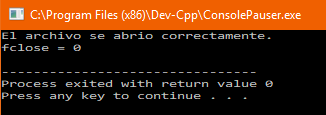 C:\Program Files (x86)\Dev-Cpp\ConsolePauser.exe
El archivo se abrio correctamente.
fclose = 0
--------------------------------
Process exited with return value 0
Press any key to continue . . .